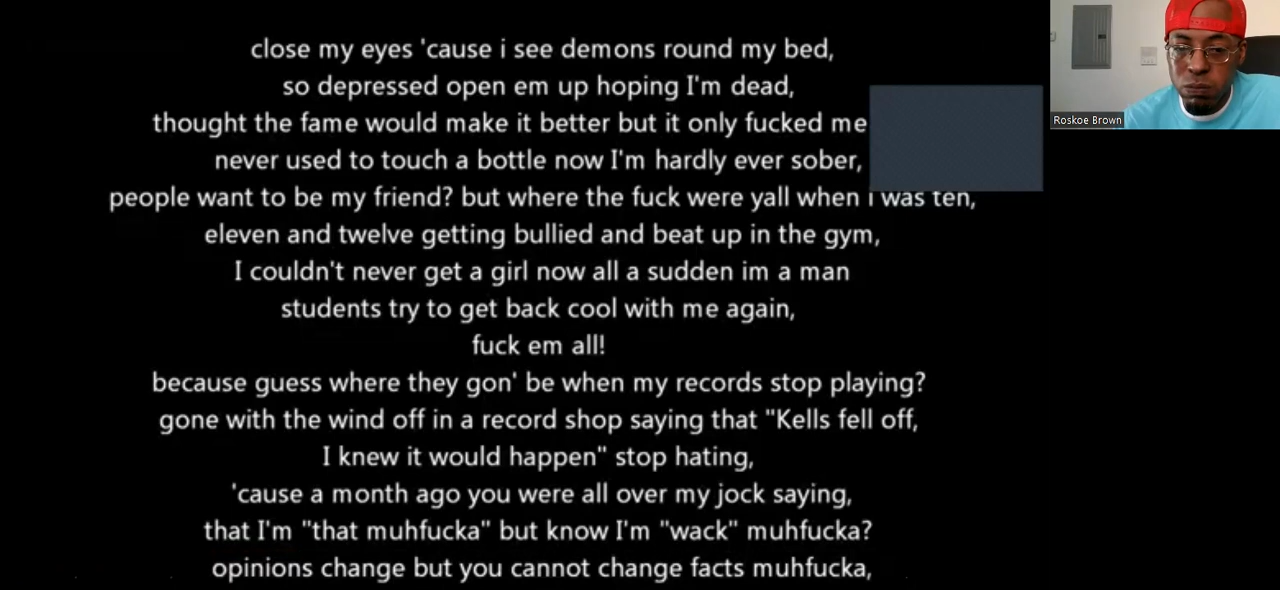 close my eyes 'cause i see demons round my bed,
so depressed open em up hoping I'm dead,
thought the fame would make it better but it only fucked me
never used to touch a bottle now I'm hardly ever sober,
people want to be my friend? but where the fuck were yall when i was ten,
eleven and twelve getting bullied and beat up in the gym,
I couldn't never get a girl now all a sudden im a man
students try to get back cool with me again,
fuck em all!
because guess where they gon' be when my records stop playing?
gone with the wind off in a record shop saying that "Kells fell off,
I knew it would happen" stop hating,
'cause a month ago you were all over my jock saying,
that I'm "that muhfucka" but know I'm "wack" muhfucka?
opinions change but you cannot change facts muhfucka,
Roskoe Brown